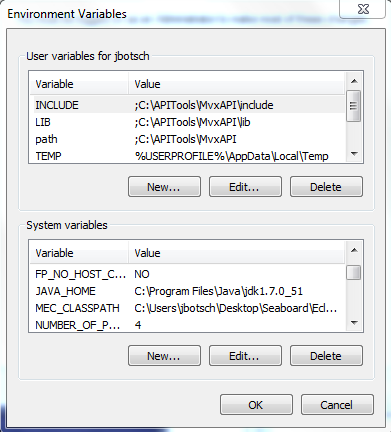 Environment Variables
User variables for jbotsch
Variable Value
INCLUDE ;C:\APITools\MvxAPI\include
LIB ;C:\APITools\MvxAPI\lib
path ;C:\APITools\MvxAPI
TEMP %USERPROFILE%\AppData\Local\Temp
New... Edit... Delete
System variables
Variable Value
FP_NO_HOST_C... NO
JAVA_HOME C:\Program Files\Java\jdk1.7.0_51
MEC_CLASSPATH C:\Users\jbotsch\Desktop\Seaboard\Ecl...
NUMBER_OF_P... 4
New... Edit... Delete
OK Cancel